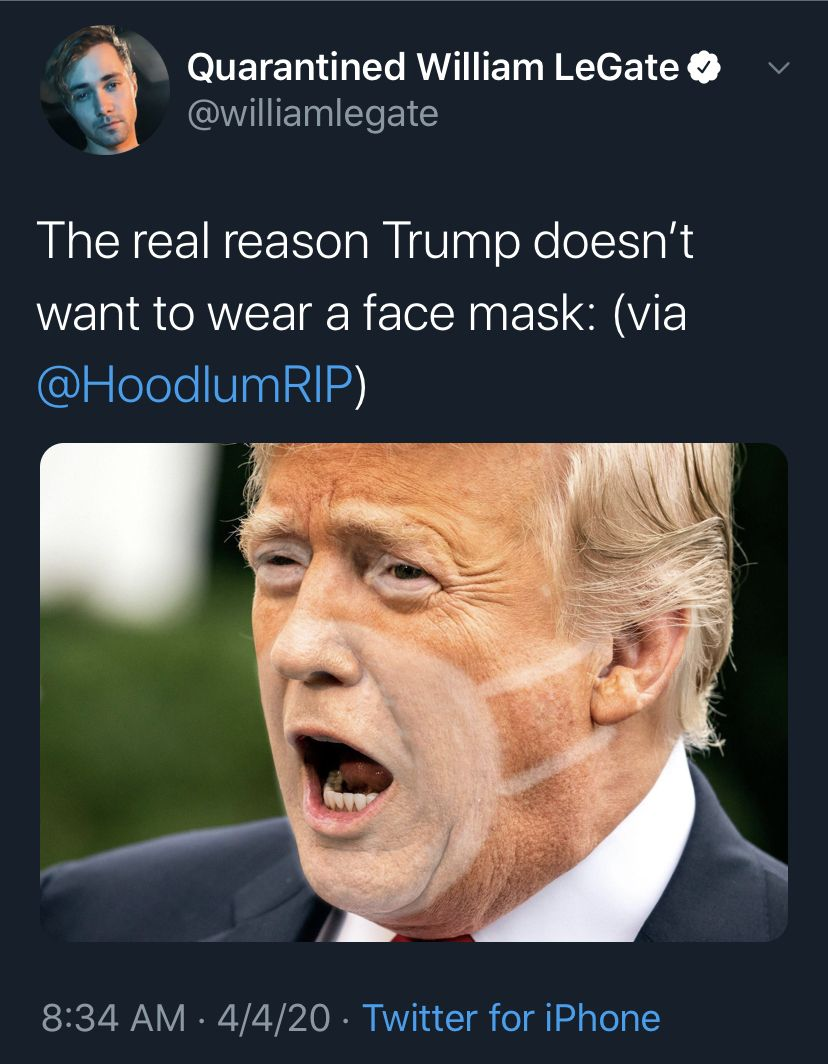 Quarantined William LeGate
@williamlegate
The real reason Trump doesn’t
want to wear a face mask: (via
@HoodlumRIP)
8:34 AM · 4/4/20 · Twitter for iPhone